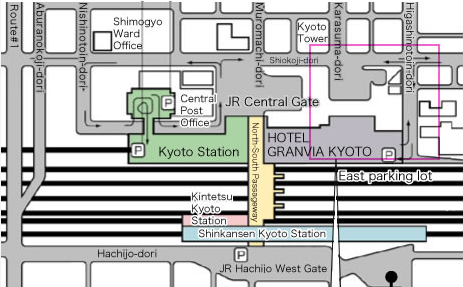 Route#1
Aburanokoji-dori
Nishinotoin-dori
Shimogyo
Ward
Office
Muromachi-dori
Kyoto
Tower
Karasuma-dori
Higashinotoin-dori
Shiokoji-dori
P
Central
Post
Office
JR Central Gate
P
Kyoto Station
North-South Passageway
HOTEL
GRANVIA KYOTO
P
East parking lot
Kintetsu
Kyoto
Station
Shinkansen Kyoto Station
Hachijo-dori
P
JR Hachijo West Gate